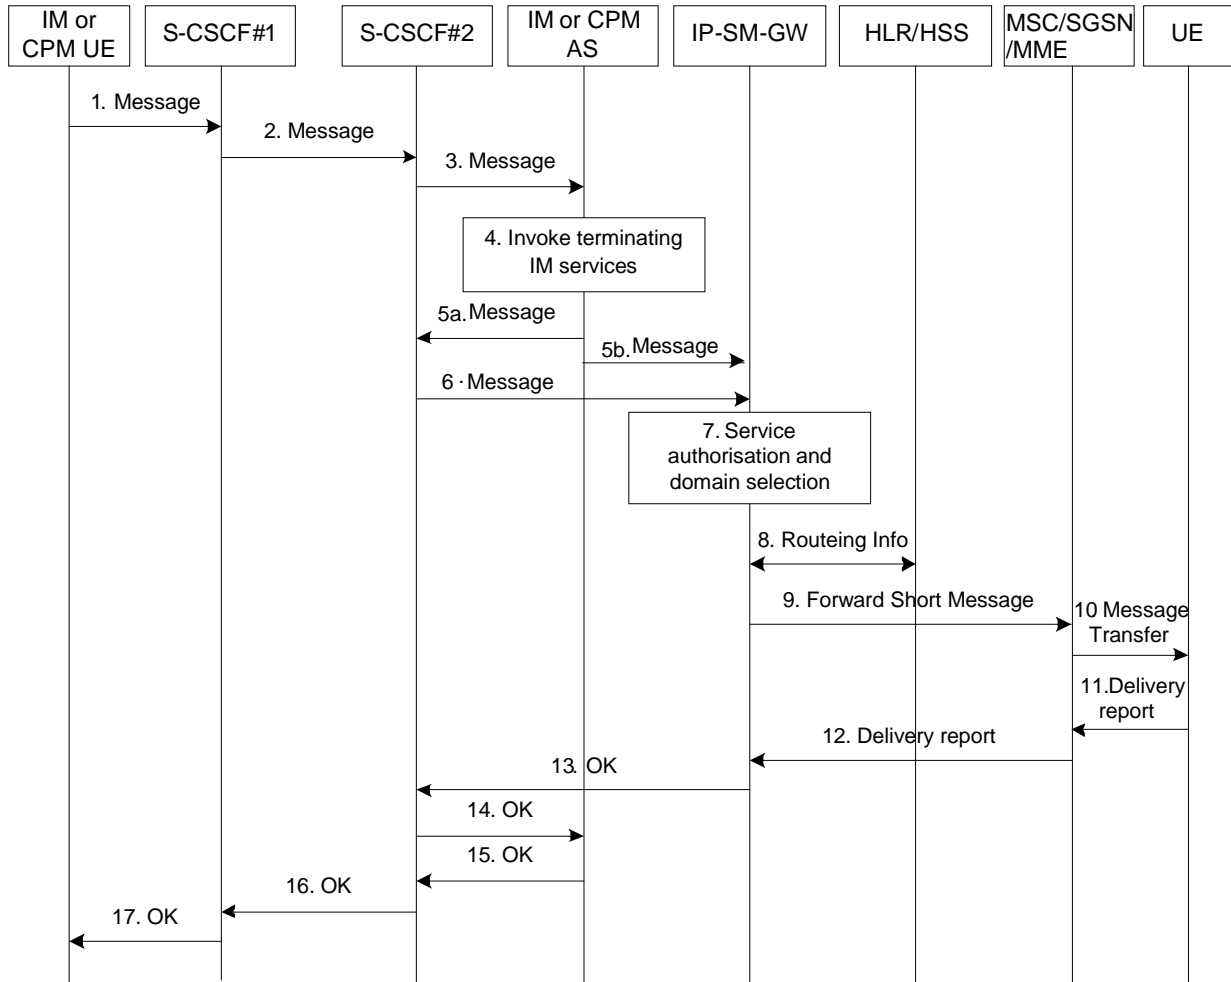 IM or
CPM UE
S-CSCF#1
S-CSCF#2
IM or CPM
AS
IP-SM-GW
HLR/HSS
MSC/SGSN
/MME
UE
1. Message
2. Message
3. Message
4. Invoke terminating
IM services
5a. Message
5b. Message
6 . Message
7. Service
authorisation and
domain selection
8. Routeing Info
9. Forward Short Message
10 Message
Transfer
11.Delivery
report
12. Delivery report
13. OK
14. OK
15. OK
16. OK
17. OK